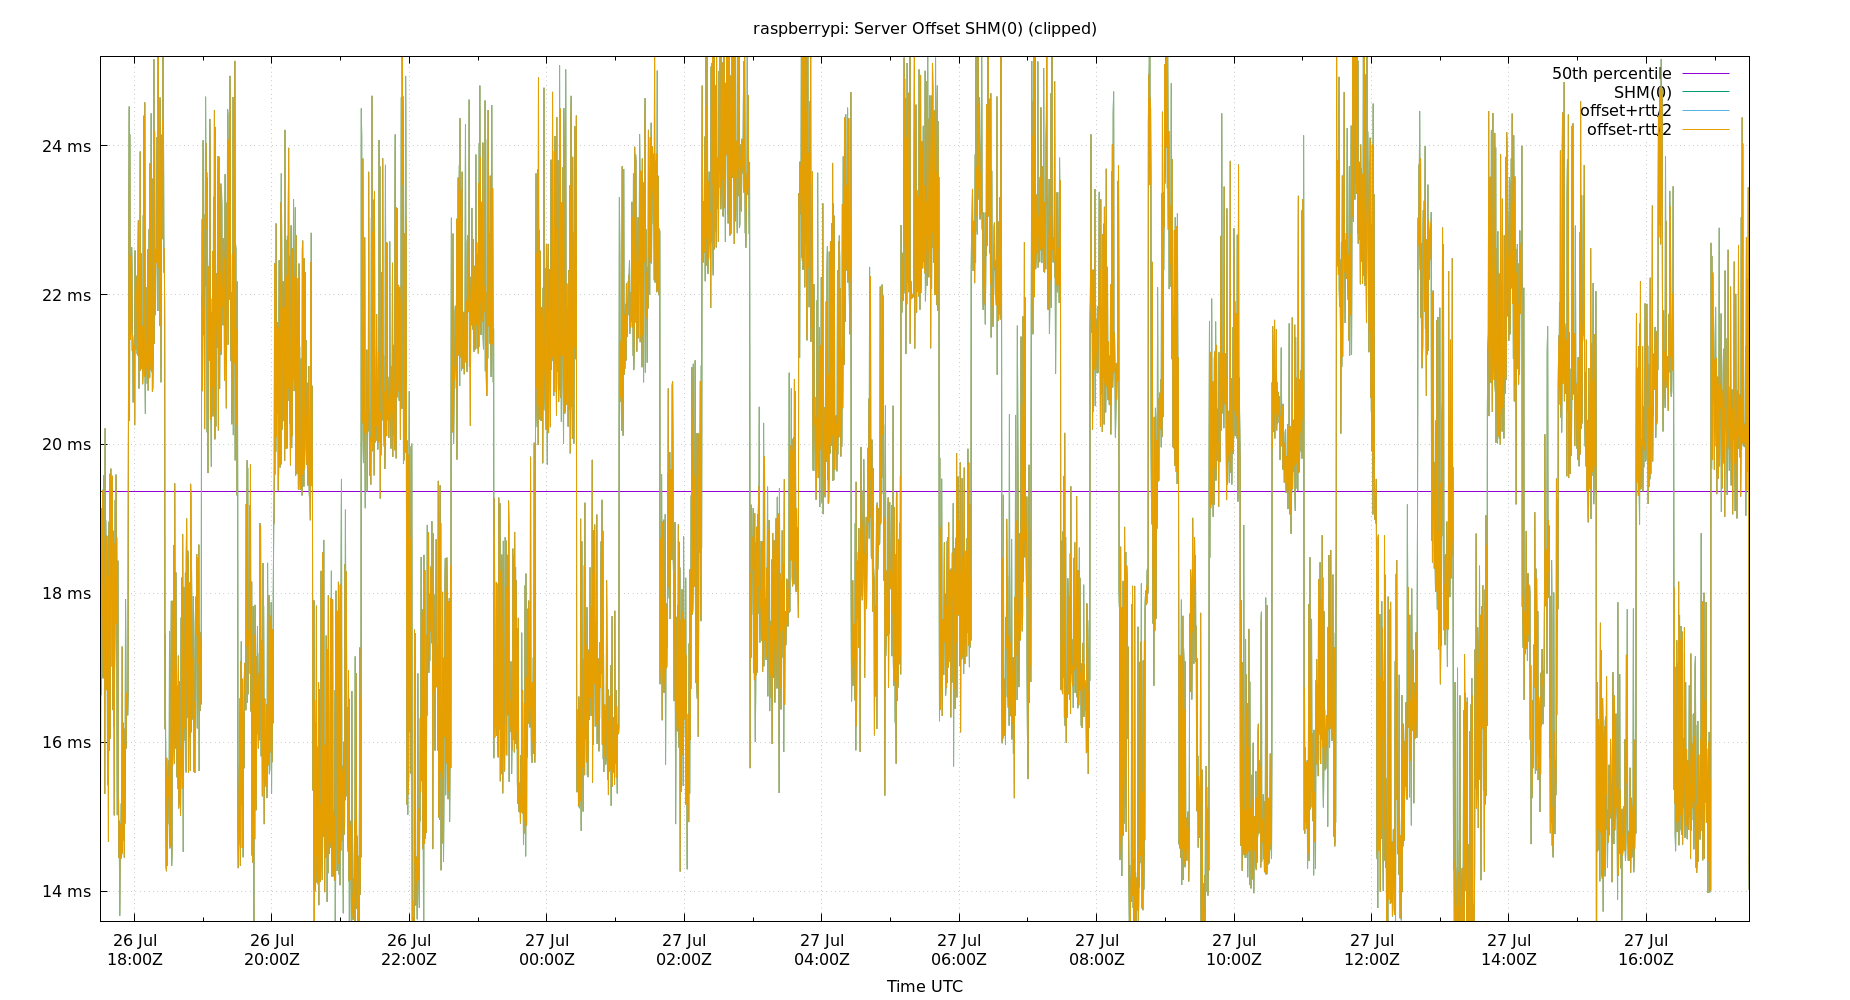 raspberrypi: Server Offset SHM(0) (clipped)
50th percentile
SHM(0)
offset+rtt/2
offset-rtt/2
24 ms
22 ms
20 ms
18 ms
16 ms
14 ms
26 Jul 26 Jul 26 Jul 27 Jul 27 Jul 27 Jul 27 Jul 27 Jul 27 Jul 27 Jul 27 Jul 27 Jul
18:00Z 20:00Z 22:00Z 00:00Z 02:00Z 04:00Z 06:00Z 08:00Z 10:00Z 12:00Z 14:00Z 16:00Z
Time UTC